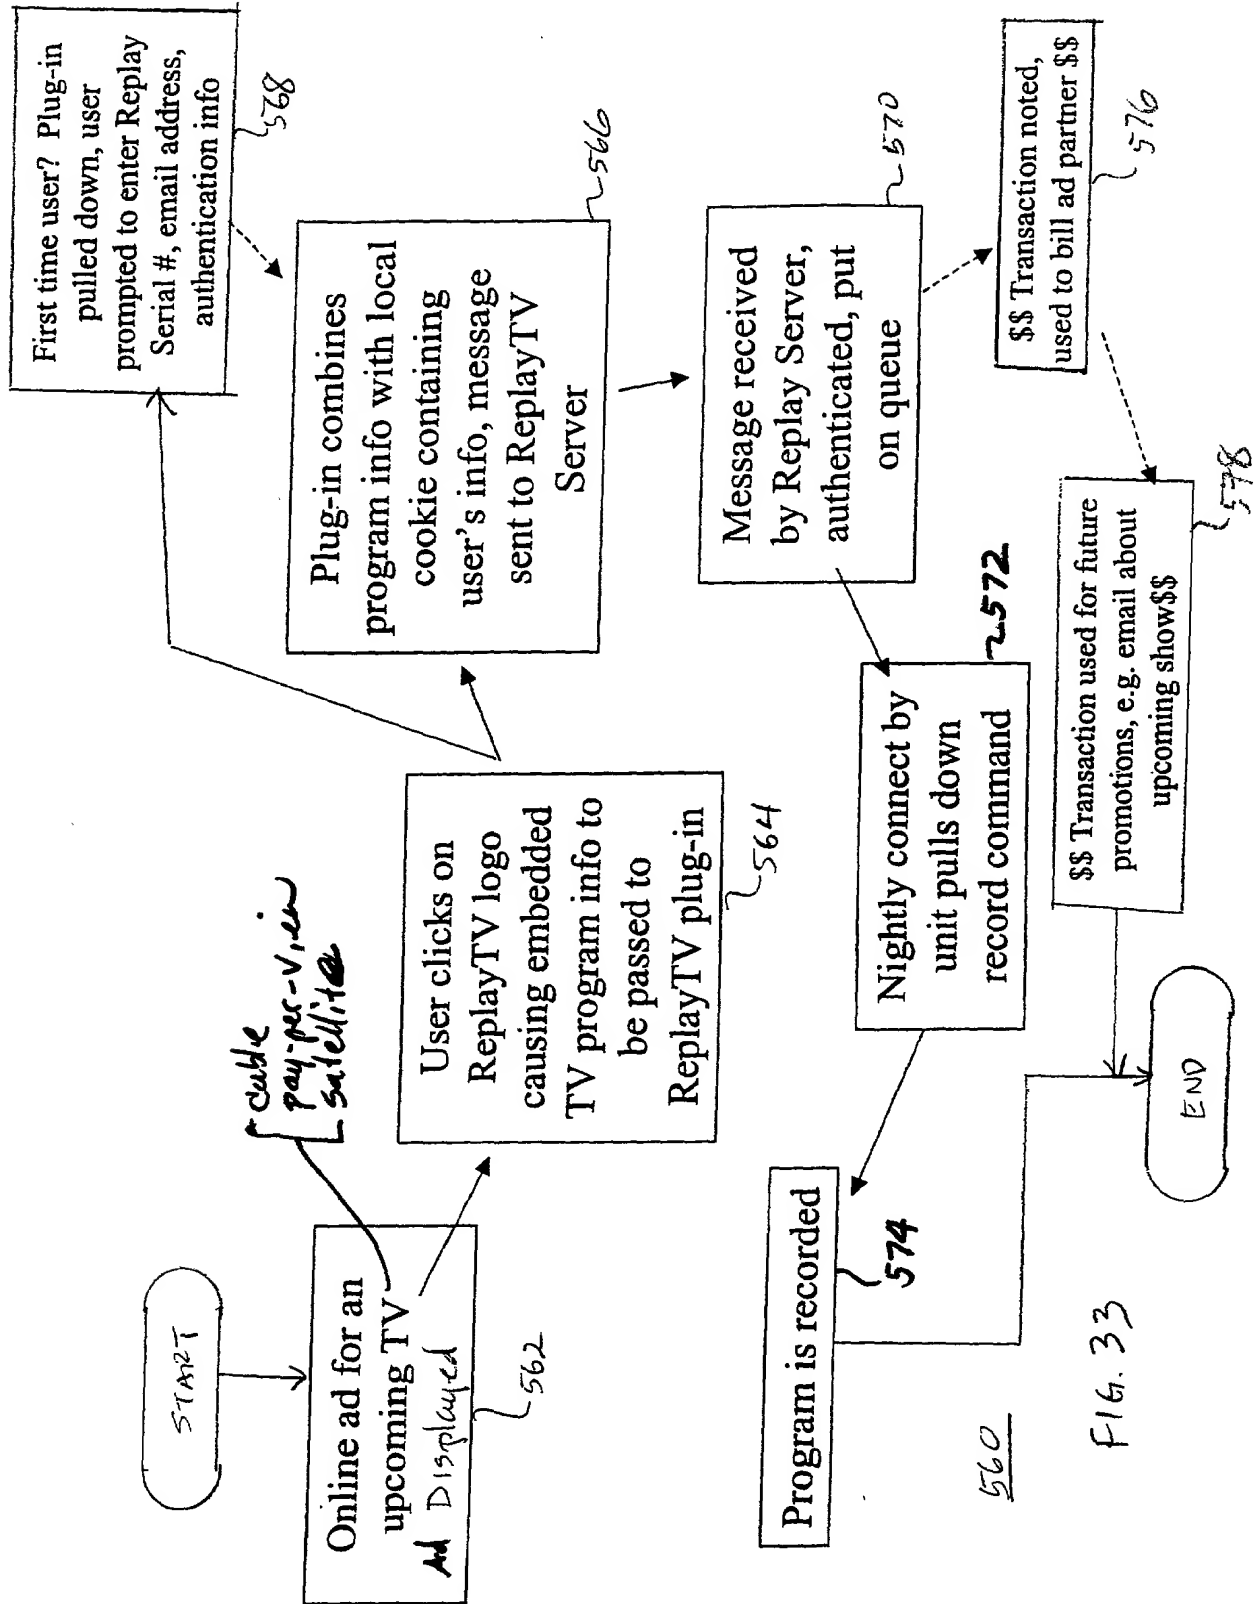 START
Online ad for an
upcoming TV
Ad Displayed
562
cable
pay-per-view
satellite
User clicks on
ReplayTV logo
causing embedded
TV program info to
be passed to
ReplayTV plug-in
564
First time user? Plug-in
pulled down, user
prompted to enter Replay
Serial #, email address,
authentication info
568
Plug-in combines
program info with local
cookie containing
user's info, message
sent to ReplayTV
Server
566
Message received
by Replay Server,
authenticated, put
on queue
570
Nightly connect by
unit pulls down
record command
572
Program is recorded
574
$$ Transaction noted,
used to bill ad partner $$
576
$$ Transaction used for future
promotions, e.g. email about
upcoming show$$
578
END
560
FIG. 33